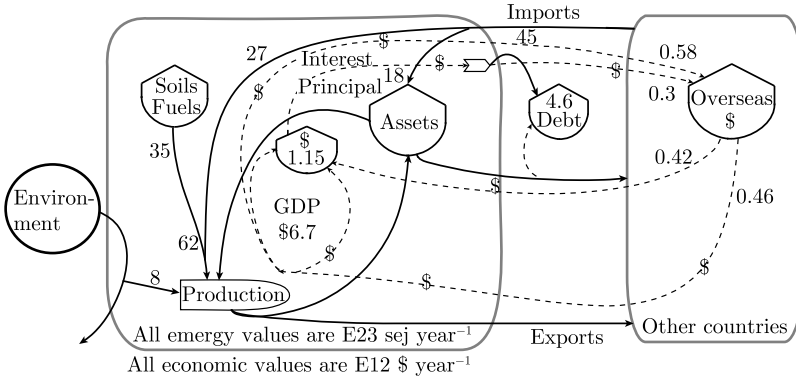 Imports
27
$
45
0.58
Interest
$
18
$
Soils
Fuels
$
Principal
0.3
4.6
Debt
Overseas
$
Assets
35
$
1.15
0.42
$
Environ-
ment
GDP
$6.7
0.46
62
$
$
8
$
Production
All emergy values are E23 sej year⁻¹
Exports
Other countries
All economic values are E12 $ year⁻¹